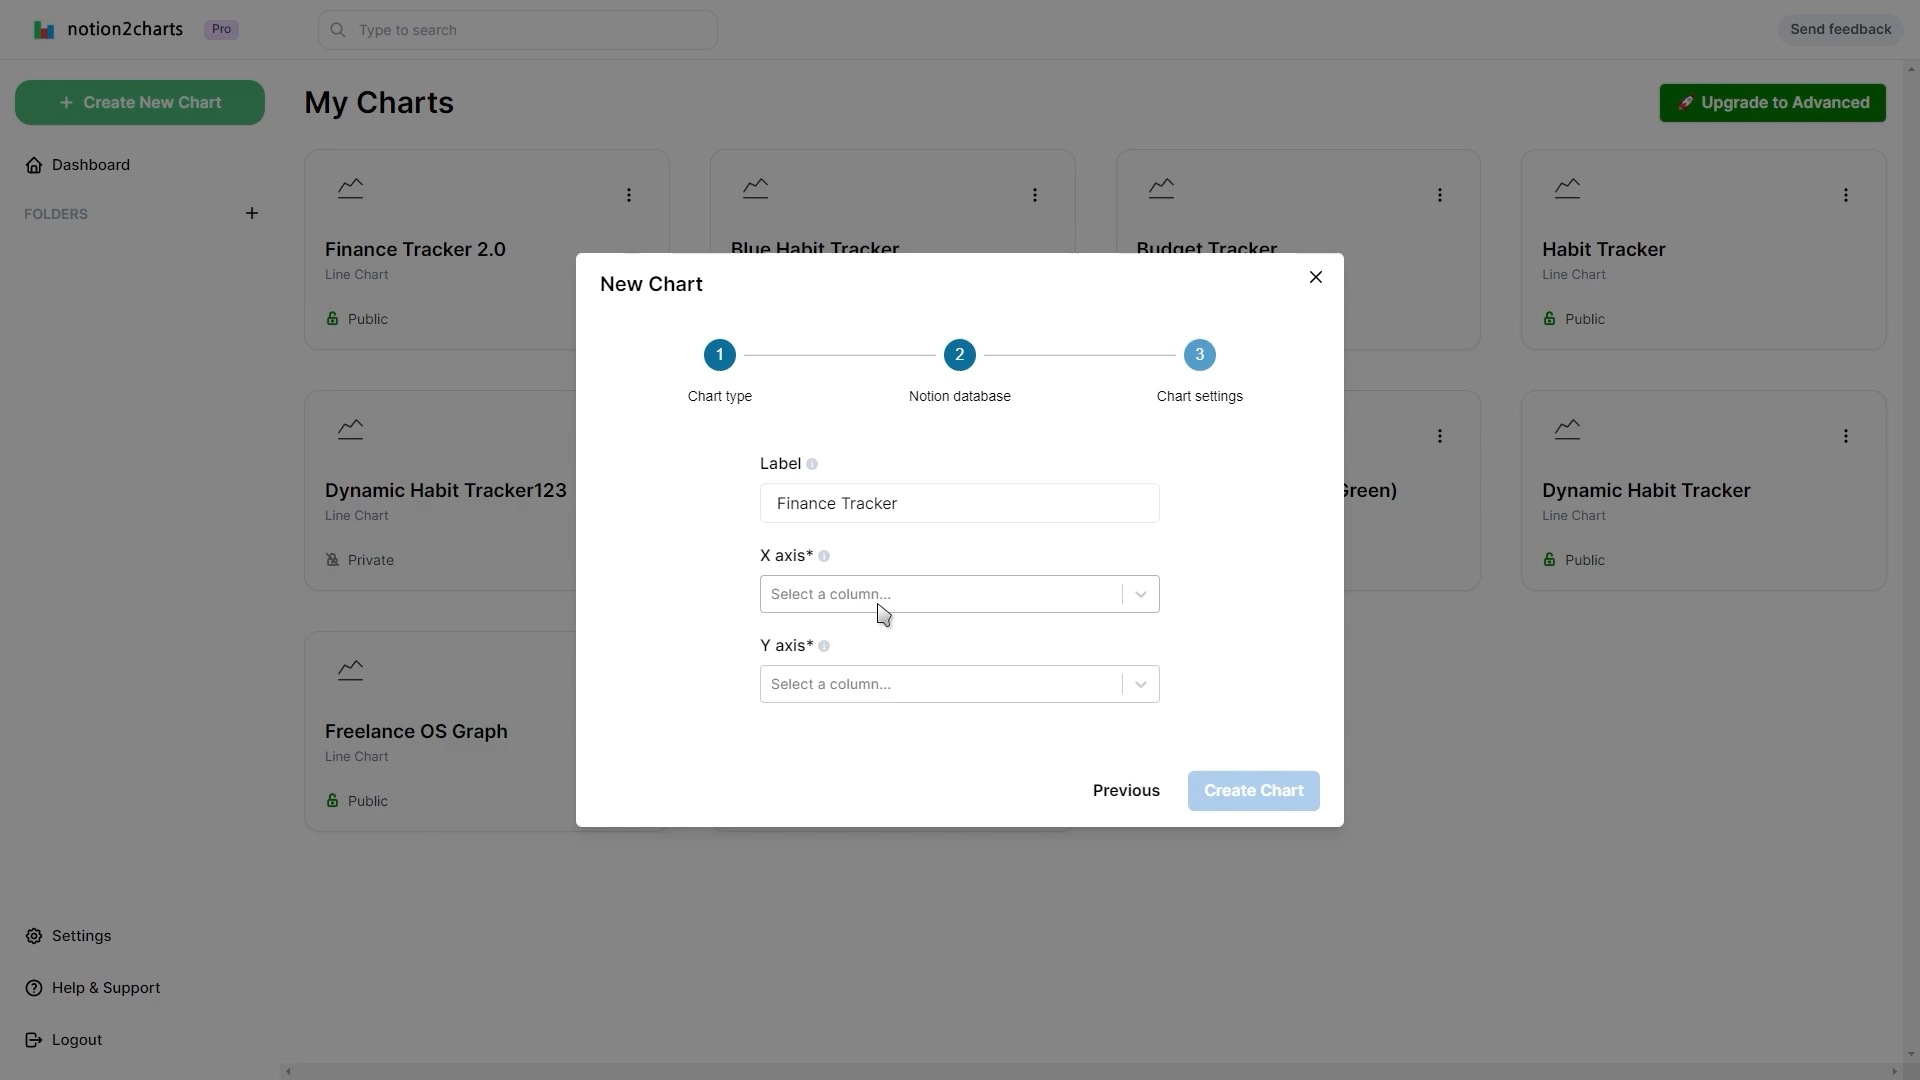 notion2charts
Pro
Type to search
Send feedback
+ Create New Chart
My Charts
🚀 Upgrade to Advanced
Dashboard
FOLDERS
+
Finance Tracker 2.0
Line Chart
Public
Blue Habit Tracker
Budget Tracker
Habit Tracker
Line Chart
Public
Dynamic Habit Tracker123
Line Chart
Private
Green)
Dynamic Habit Tracker
Line Chart
Public
Freelance OS Graph
Line Chart
Public
New Chart
1
2
3
Chart type
Notion database
Chart settings
Label
Finance Tracker
X axis*
Select a column...
Y axis*
Select a column...
Previous
Create Chart
Settings
Help & Support
Logout